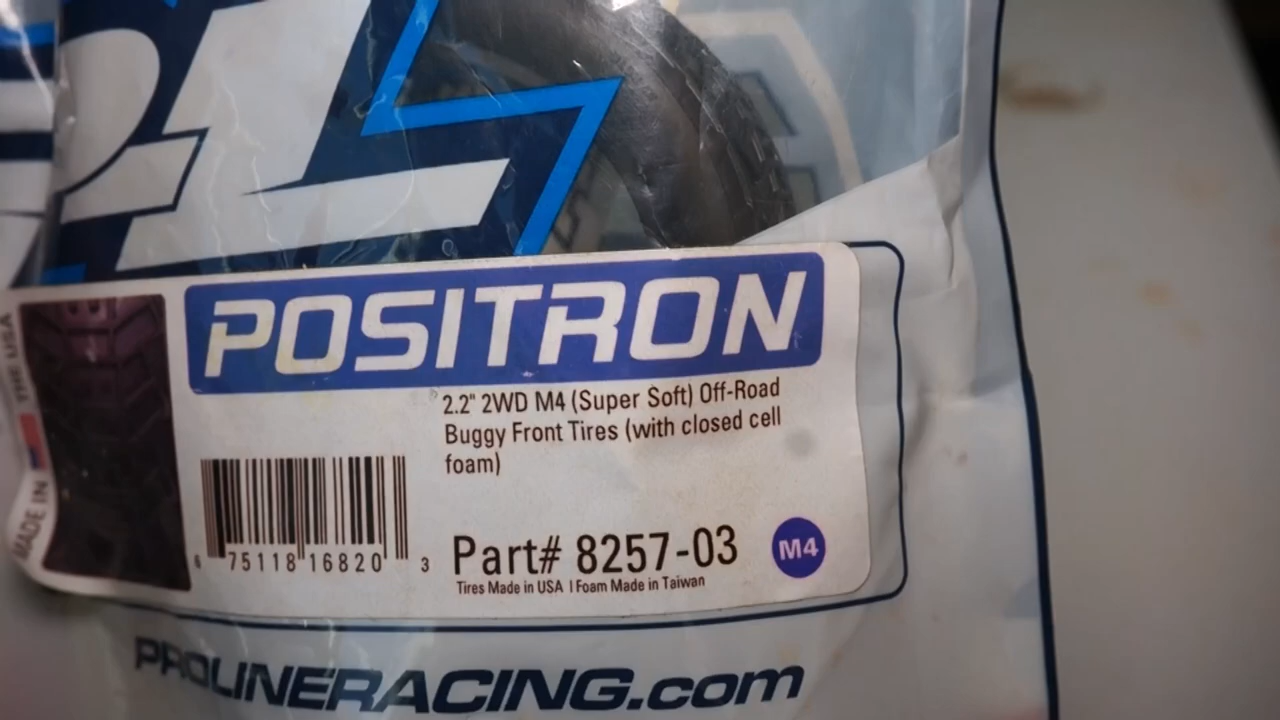 PL
POSITRON
2.2" 2WD M4 (Super Soft) Off-Road
Buggy Front Tires (with closed cell
foam)
MADE IN THE USA
6 75118 16820 3
Part# 8257-03
M4
Tires Made in USA | Foam Made in Taiwan
PROLINERACING.com